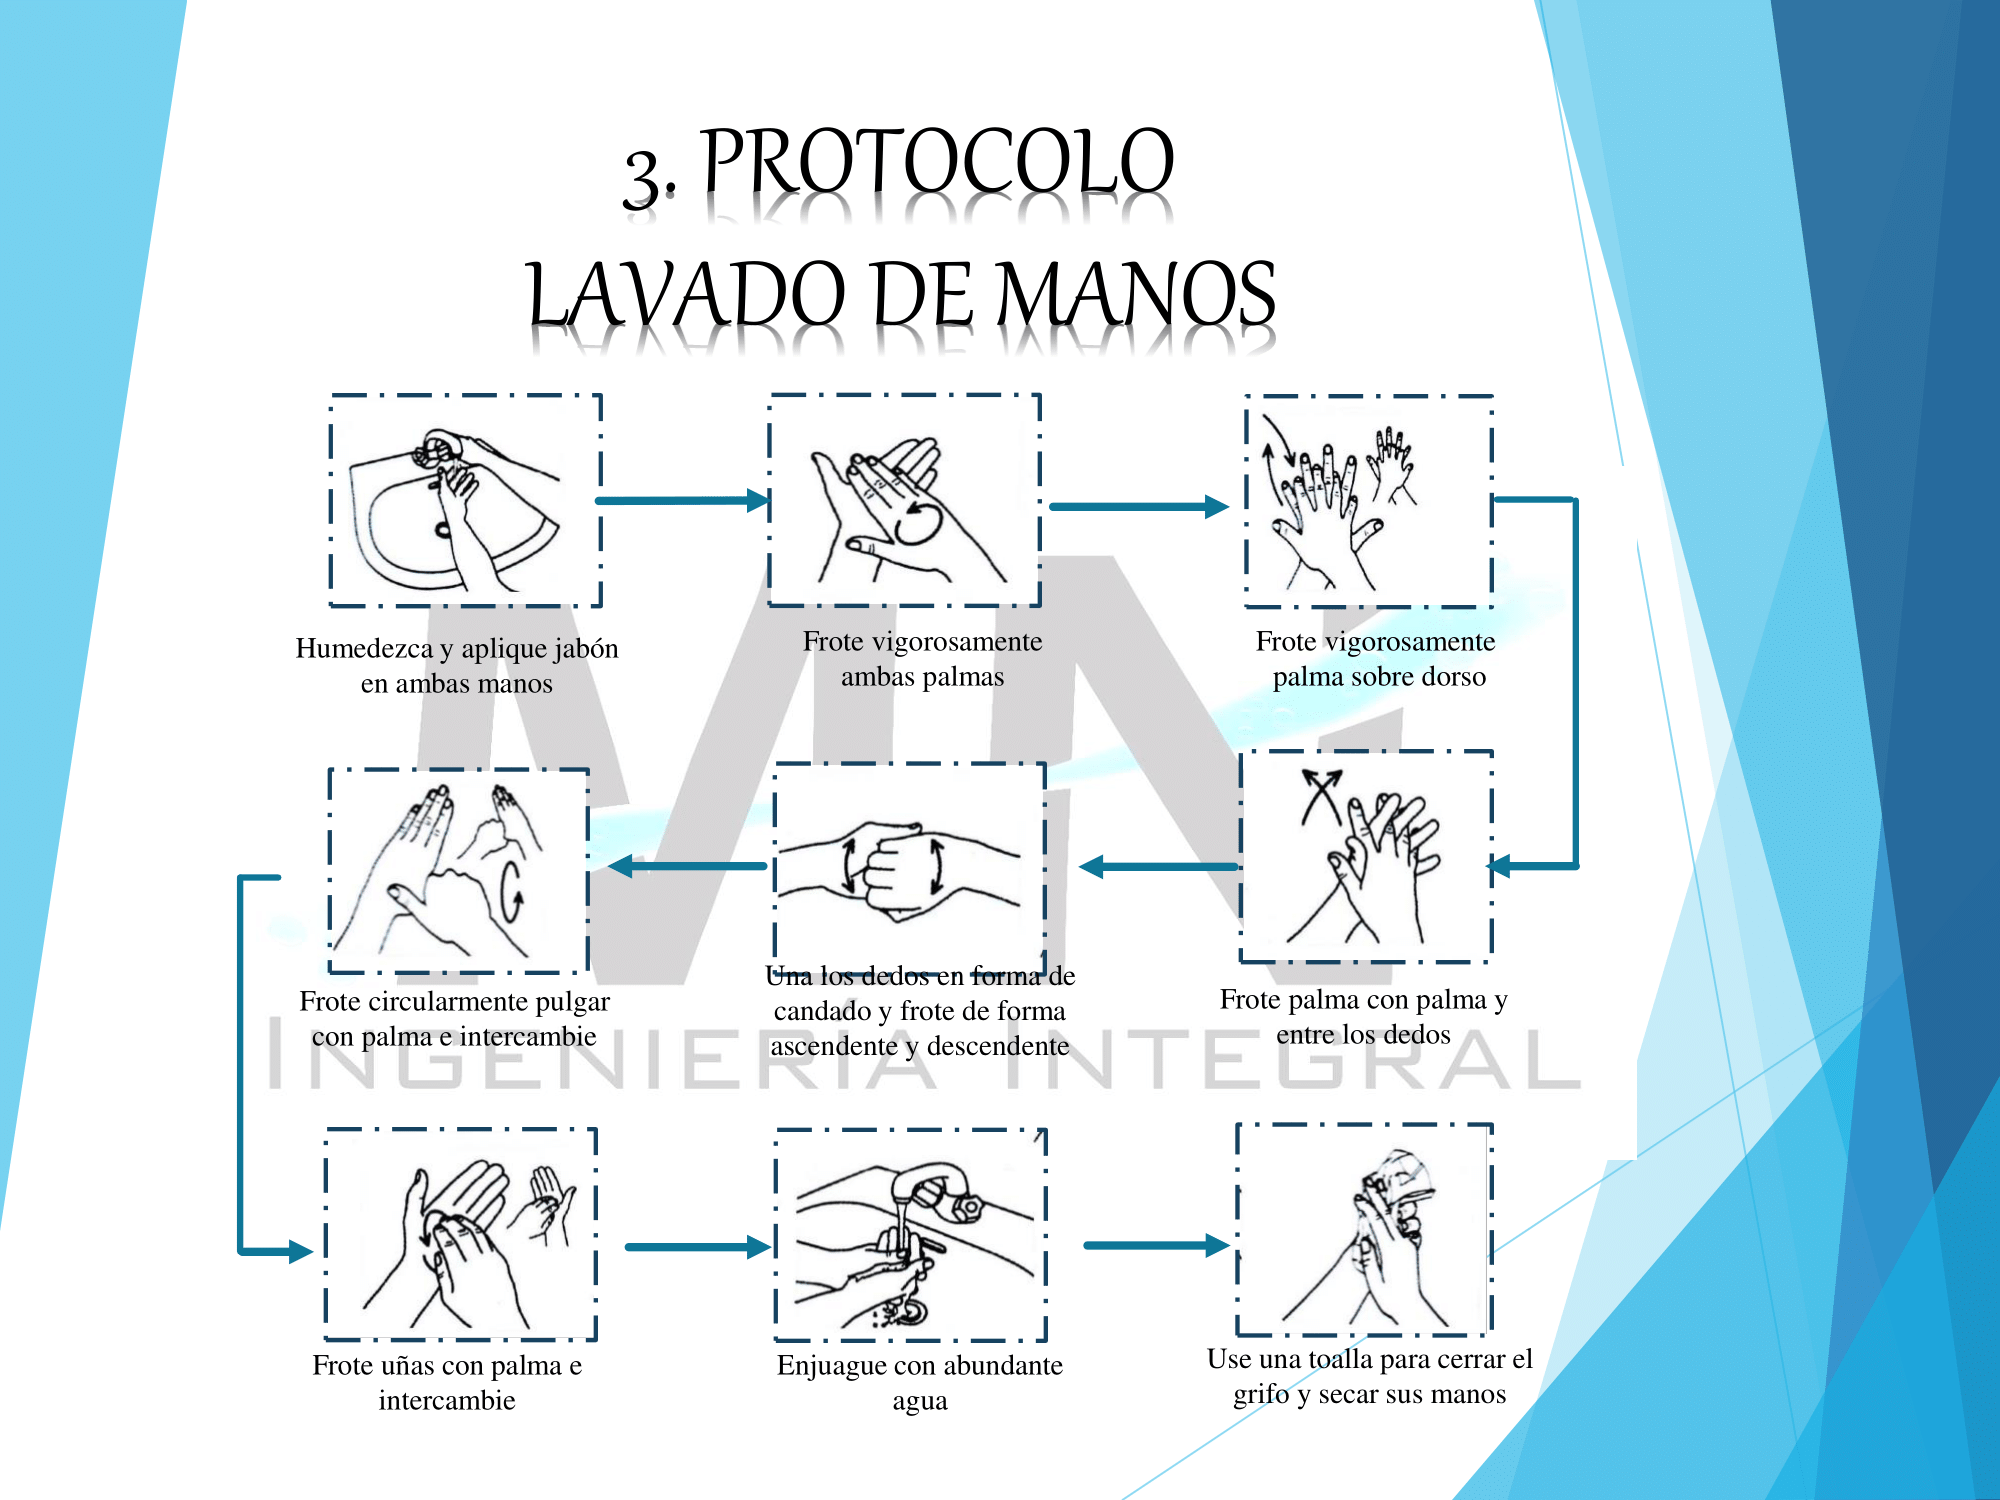 3. PROTOCOLO
LAVADO DE MANOS
Humedezca y aplique jabón
en ambas manos
Frote vigorosamente
ambas palmas
Frote vigorosamente
palma sobre dorso
Frote palma con palma y
entre los dedos
Una los dedos en forma de
candado y frote de forma
ascendente y descendente
Frote circularmente pulgar
con palma e intercambie
Frote uñas con palma e
intercambie
Enjuague con abundante
agua
Use una toalla para cerrar el
grifo y secar sus manos
MN
INGENIERÍA INTEGRAL